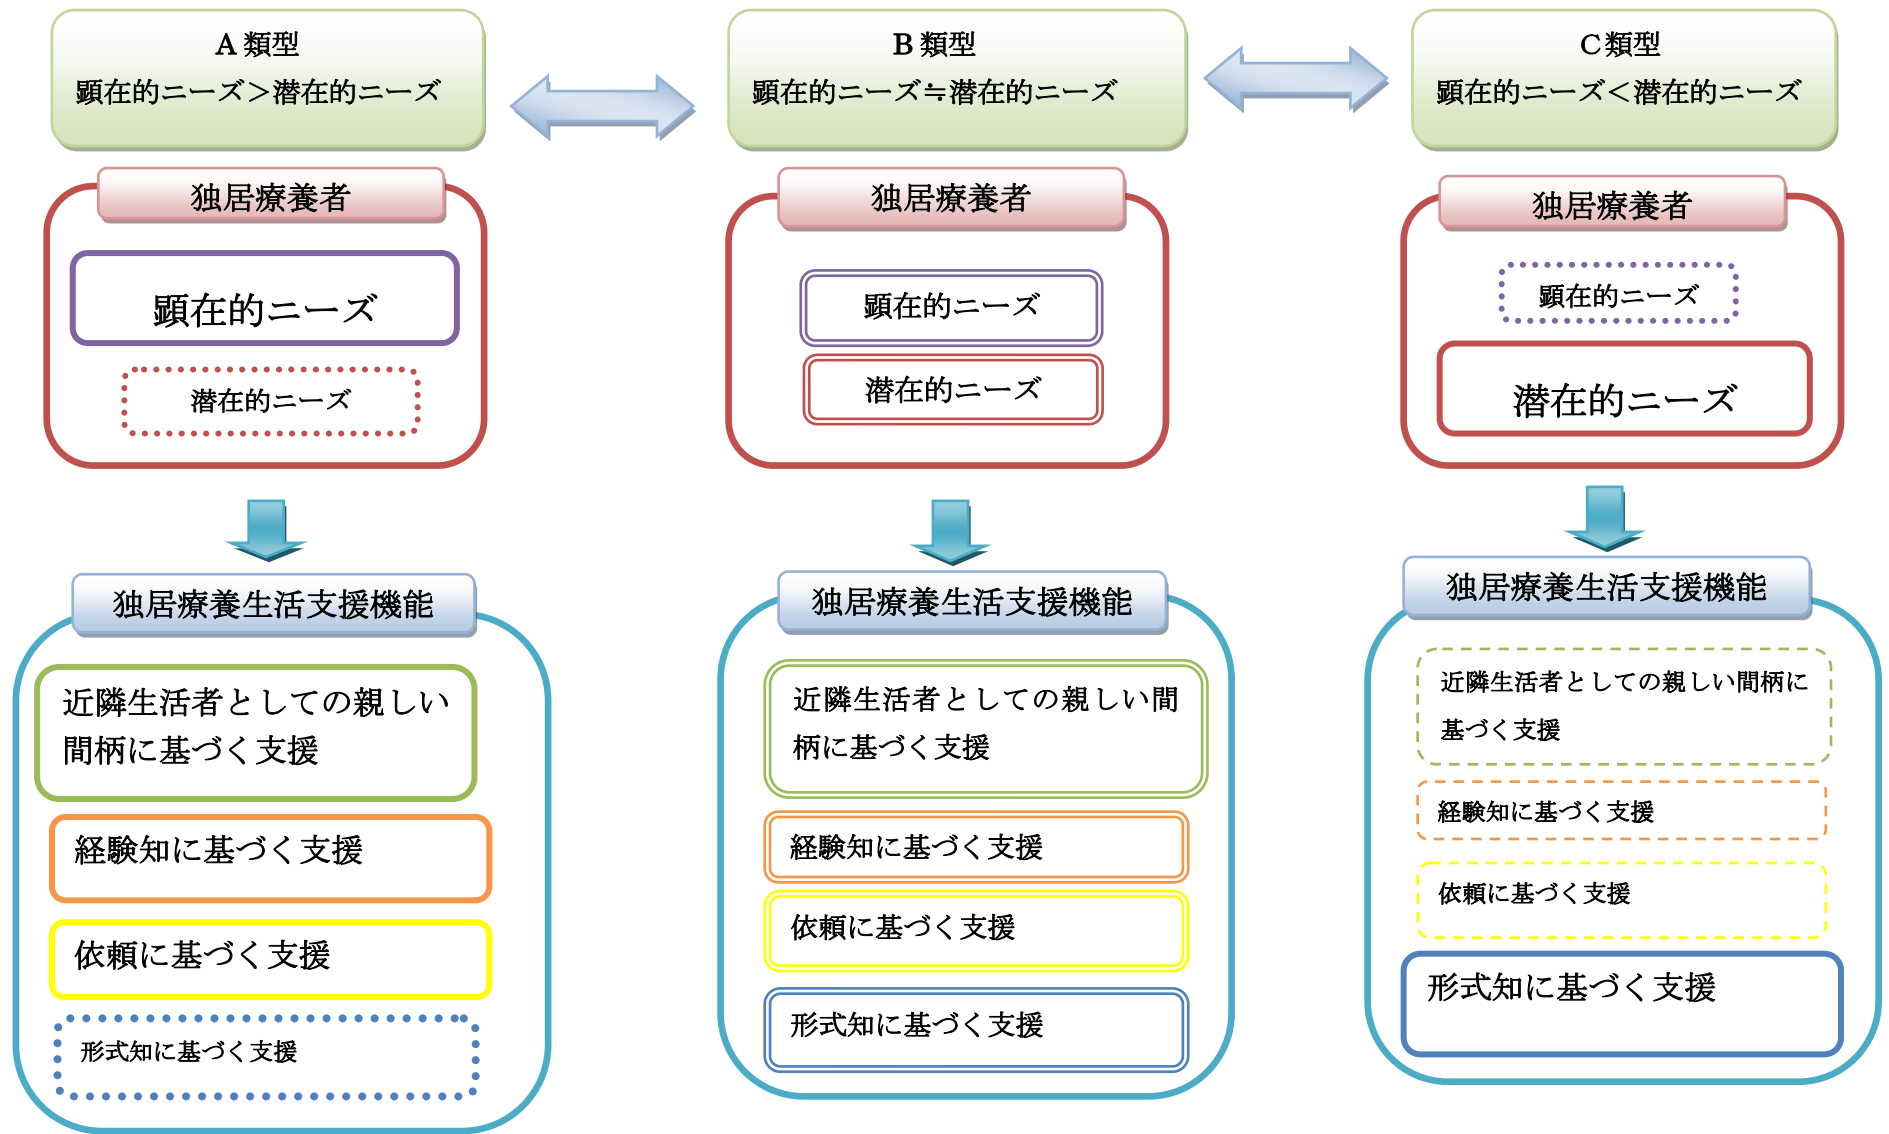 A 類型
顕在的ニーズ＞潜在的ニーズ
独居療養者
顕在的ニーズ
潜在的ニーズ
独居療養生活支援機能
近隣生活者としての親しい
間柄に基づく支援
経験知に基づく支援
依頼に基づく支援
形式知に基づく支援
B 類型
顕在的ニーズ≒潜在的ニーズ
独居療養者
顕在的ニーズ
潜在的ニーズ
独居療養生活支援機能
近隣生活者としての親しい間
柄に基づく支援
経験知に基づく支援
依頼に基づく支援
形式知に基づく支援
C類型
顕在的ニーズ＜潜在的ニーズ
独居療養者
顕在的ニーズ
潜在的ニーズ
独居療養生活支援機能
近隣生活者としての親しい間柄に
基づく支援
経験知に基づく支援
依頼に基づく支援
形式知に基づく支援